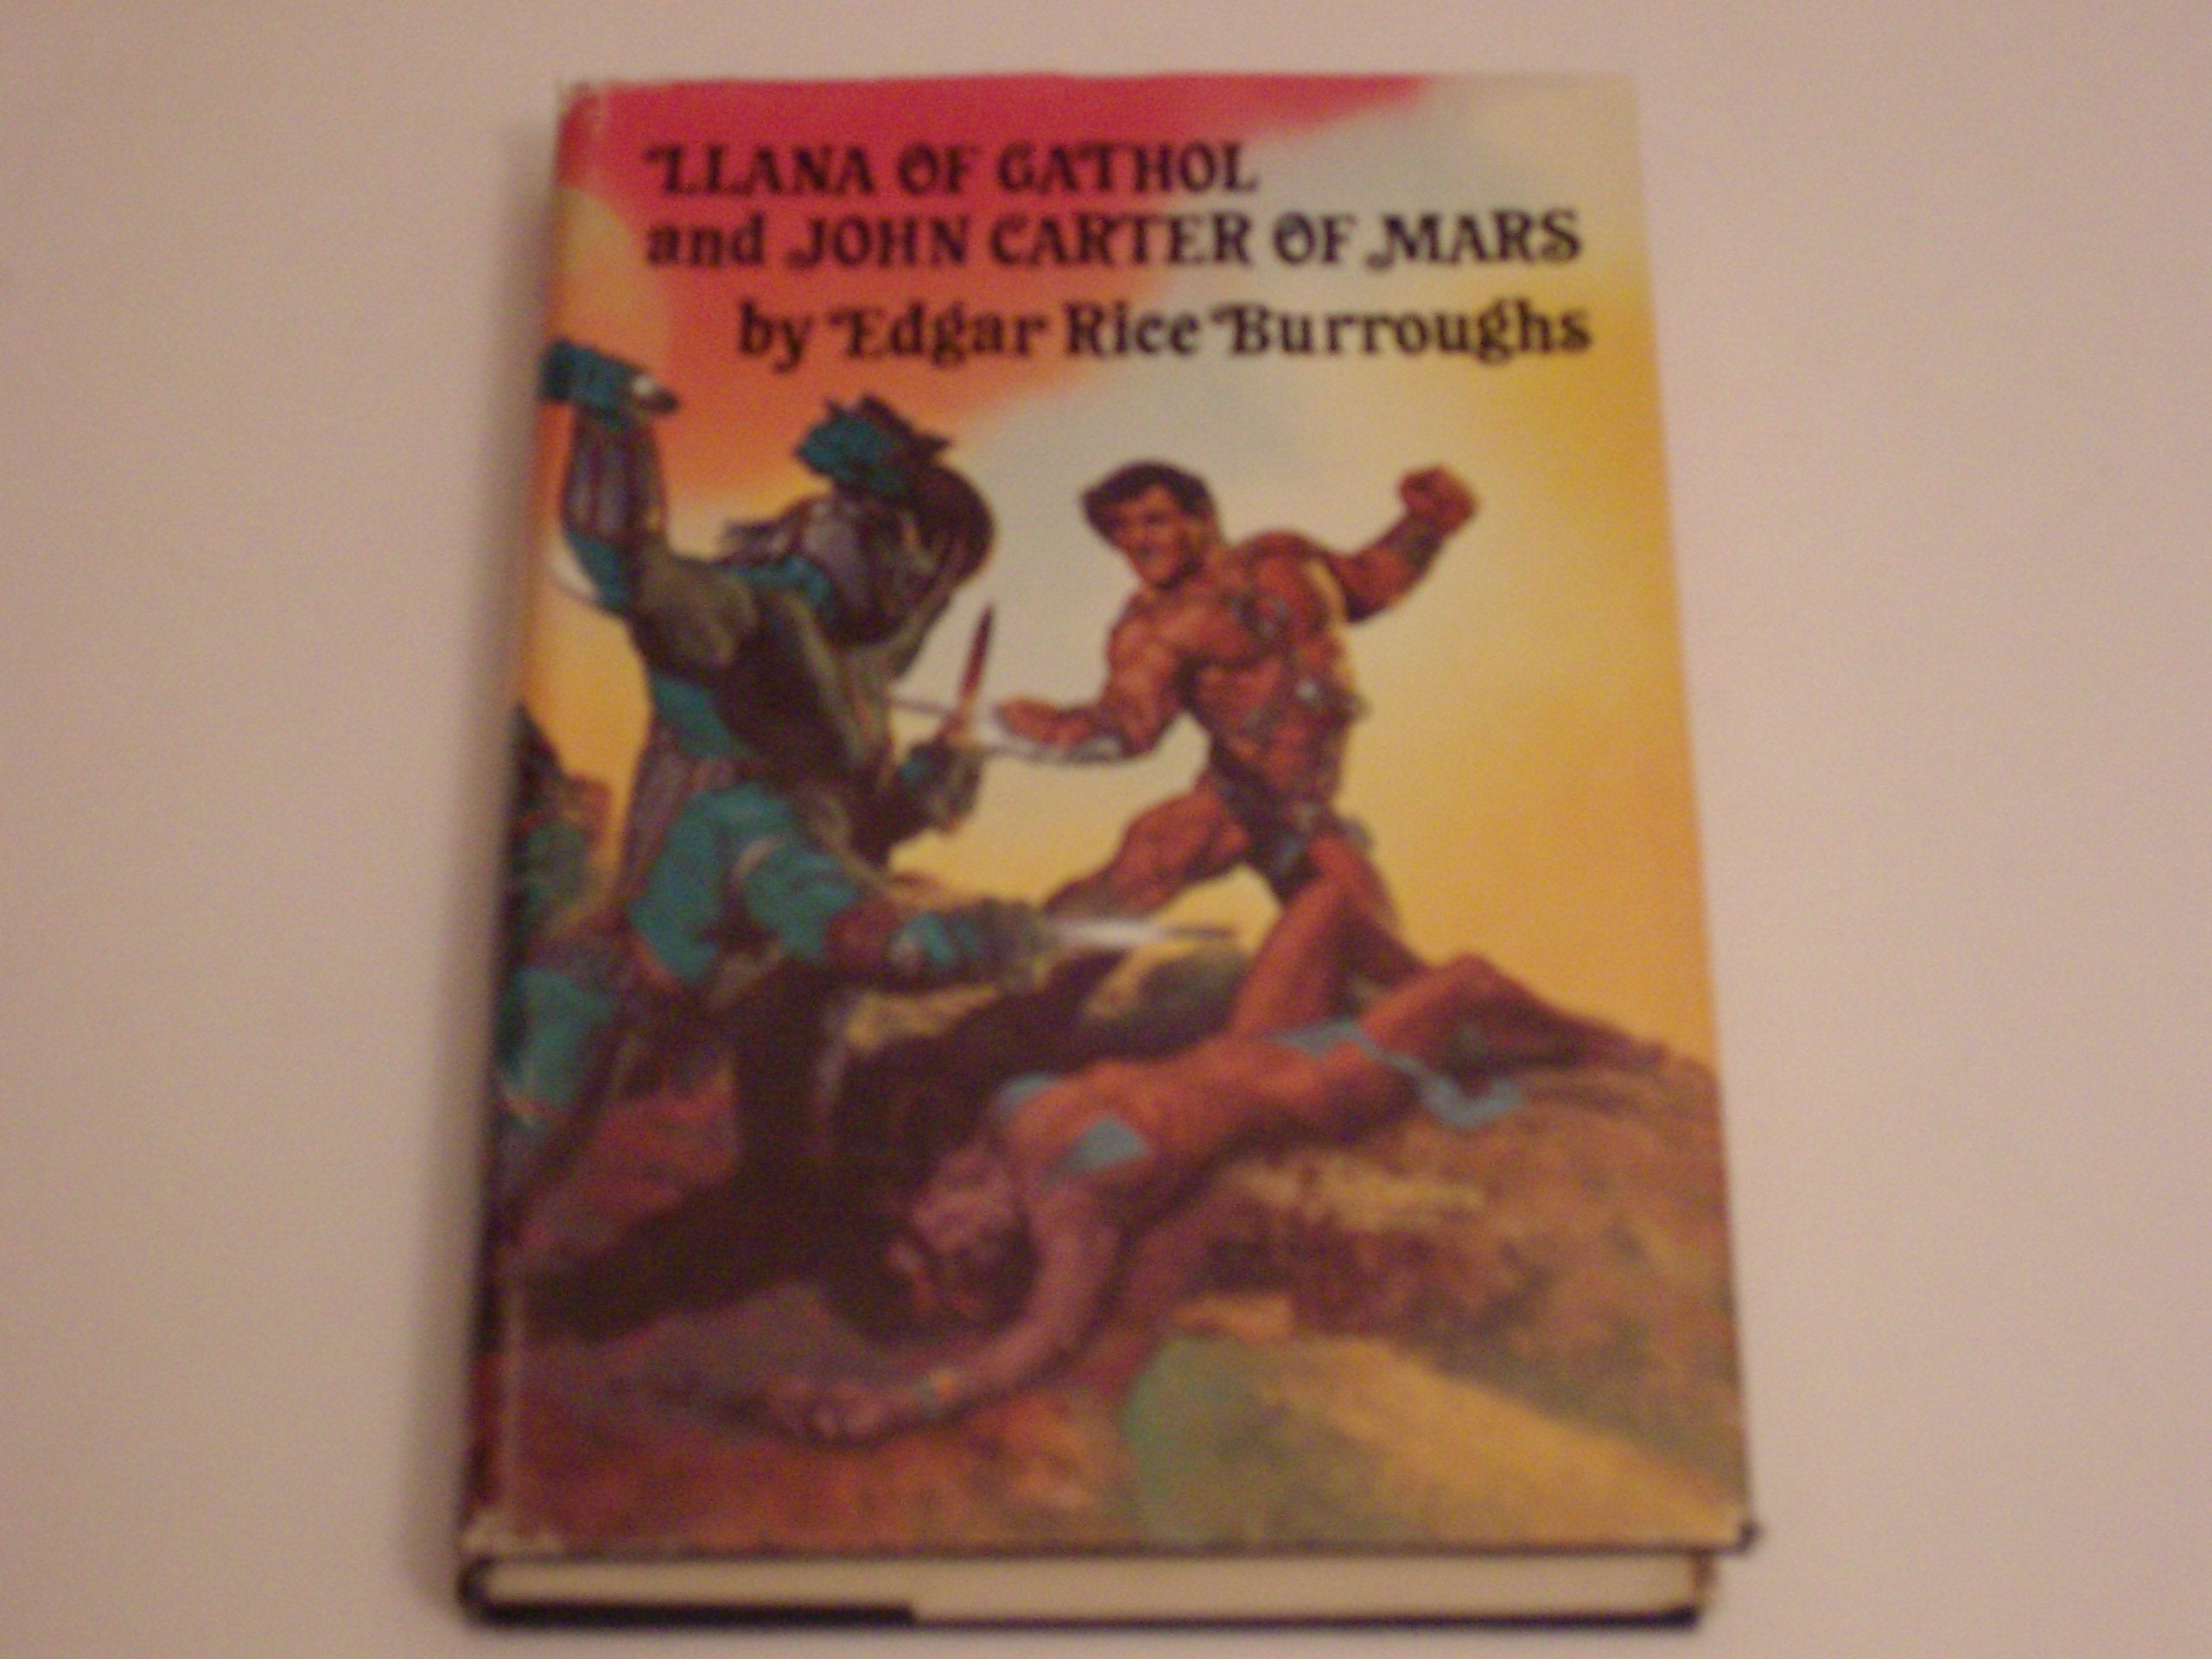 LLANA OF GATHOL
and JOHN CARTER OF MARS
by Edgar Rice Burroughs